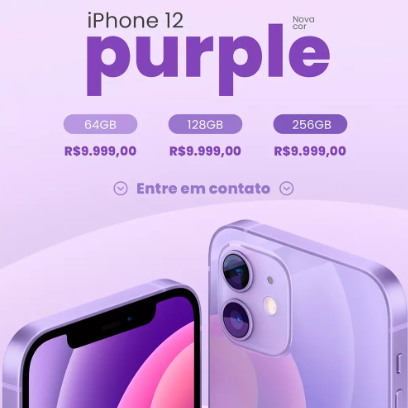 iPhone 12
Nova
cor
purple
64GB
128GB
256GB
R$9.999,00
R$9.999,00
R$9.999,00
Entre em contato